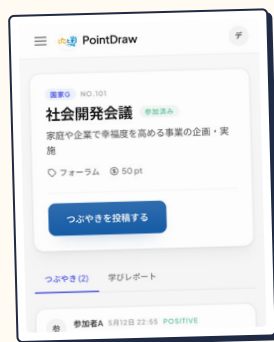 PointDraw
デ
国家G NO.101
社会開発会議 参加済み
家庭や企業で幸福度を高める事業の企画・実
施
フォーラム 50 pt
つぶやきを投稿する
つぶやき (2) 学びレポート
参 参加者A 5月12日 22:55 POSITIVE